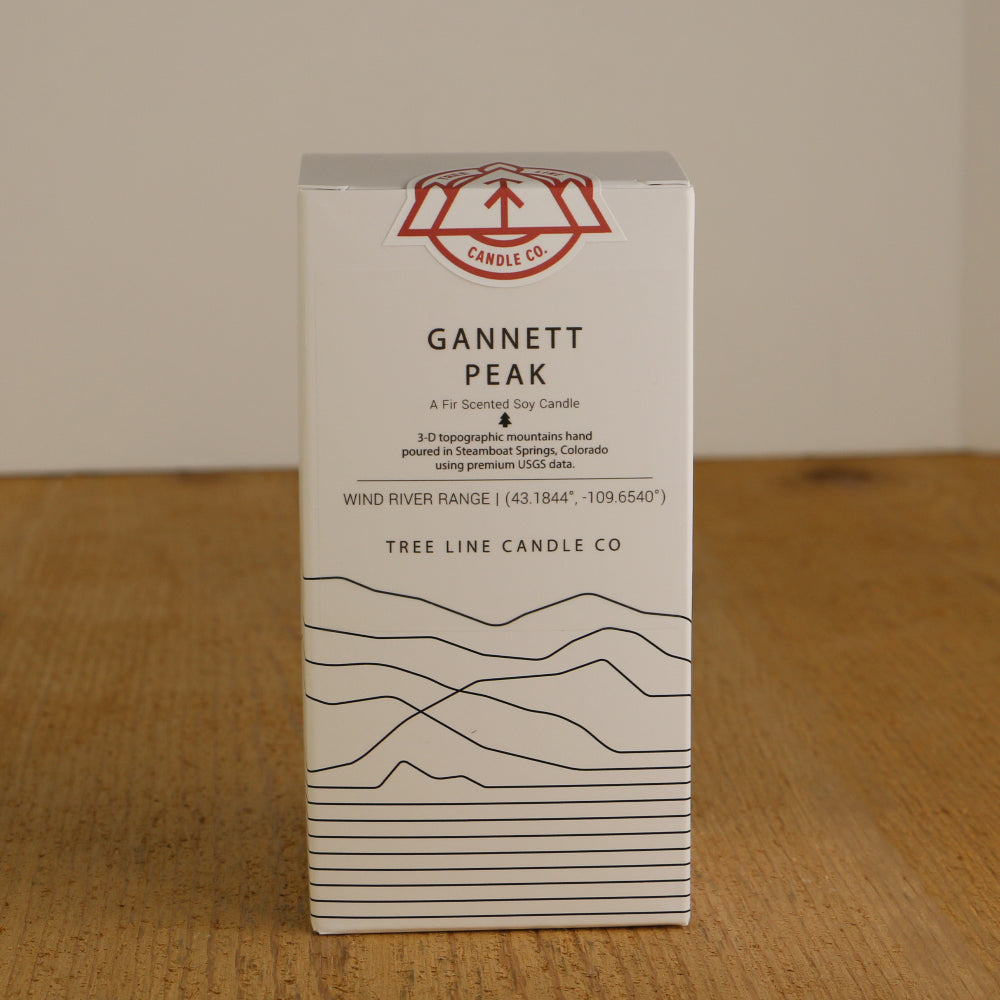 TREE LINE
CANDLE CO.
GANNETT
PEAK
A Fir Scented Soy Candle
3-D topographic mountains hand
poured in Steamboat Springs, Colorado
using premium USGS data.
WIND RIVER RANGE | (43.1844°, -109.6540°)
TREE LINE CANDLE CO